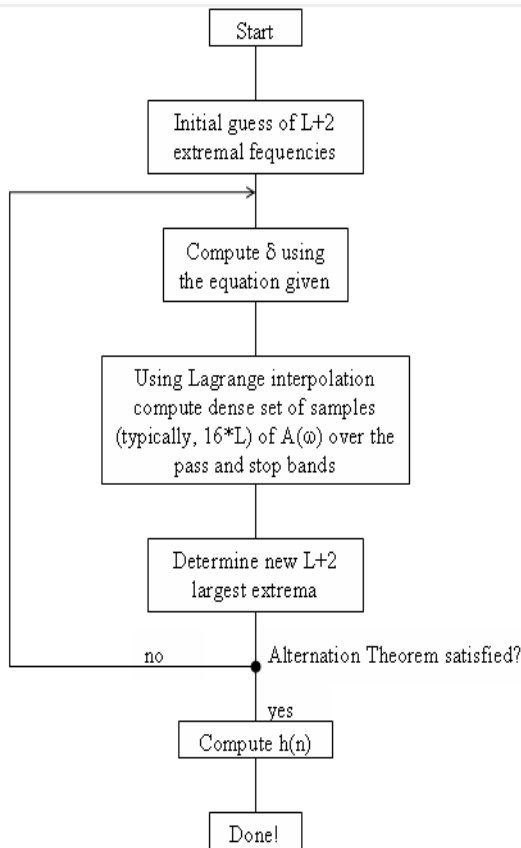 Start
Initial guess of L+2
extremal fequencies
Compute δ using
the equation given
Using Lagrange interpolation
compute dense set of samples
(typically, 16*L) of A(ω) over the
pass and stop bands
Determine new L+2
largest extrema
no
Alternation Theorem satisfied?
yes
Compute h(n)
Done!